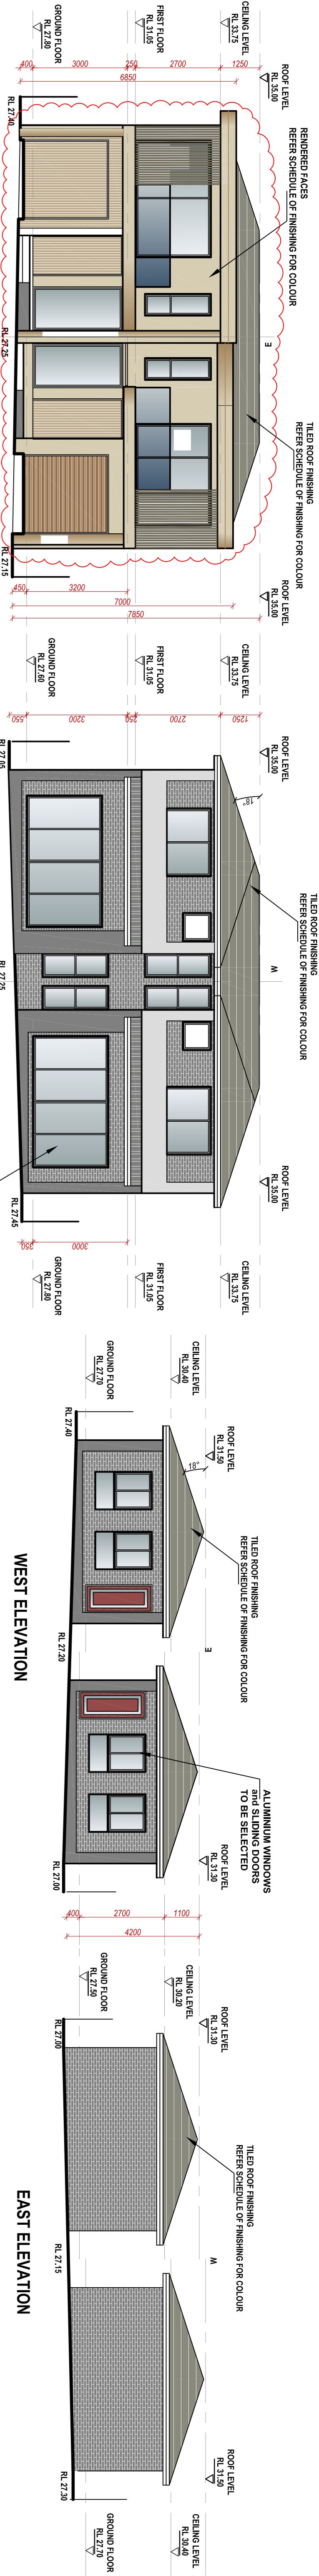 ROOF LEVEL
RL 35.00
CEILING LEVEL
RL 33.75
FIRST FLOOR
RL 31.05
GROUND FLOOR
RL 27.80
1250
2700
250
3000
400
6850
RENDERED FACES
REFER SCHEDULE OF FINISHING FOR COLOUR
E
TILED ROOF FINISHING
REFER SCHEDULE OF FINISHING FOR COLOUR
RL 27.40
RL 27.25
RL 27.15
450
3200
7000
7850
ROOF LEVEL
RL 35.00
CEILING LEVEL
RL 33.75
FIRST FLOOR
RL 31.05
GROUND FLOOR
RL 27.60
1250
2700
250
3200
550
ROOF LEVEL
RL 35.00
18°
TILED ROOF FINISHING
REFER SCHEDULE OF FINISHING FOR COLOUR
W
RL 27.05
RL 27.25
RL 27.45
3000
350
ROOF LEVEL
RL 35.00
CEILING LEVEL
RL 33.75
FIRST FLOOR
RL 31.05
GROUND FLOOR
RL 27.80
CEILING LEVEL
RL 30.40
GROUND FLOOR
RL 27.70
ROOF LEVEL
RL 31.50
18°
TILED ROOF FINISHING
REFER SCHEDULE OF FINISHING FOR COLOUR
E
ALUMINIUM WINDOWS
and SLIDING DOORS
TO BE SELECTED
ROOF LEVEL
RL 31.30
RL 27.40
RL 27.20
RL 27.00
WEST ELEVATION
1100
2700
400
4200
ROOF LEVEL
RL 31.30
CEILING LEVEL
RL 30.20
GROUND FLOOR
RL 27.50
TILED ROOF FINISHING
REFER SCHEDULE OF FINISHING FOR COLOUR
W
ROOF LEVEL
RL 31.50
CEILING LEVEL
RL 30.40
GROUND FLOOR
RL 27.70
RL 27.00
RL 27.15
RL 27.30
EAST ELEVATION